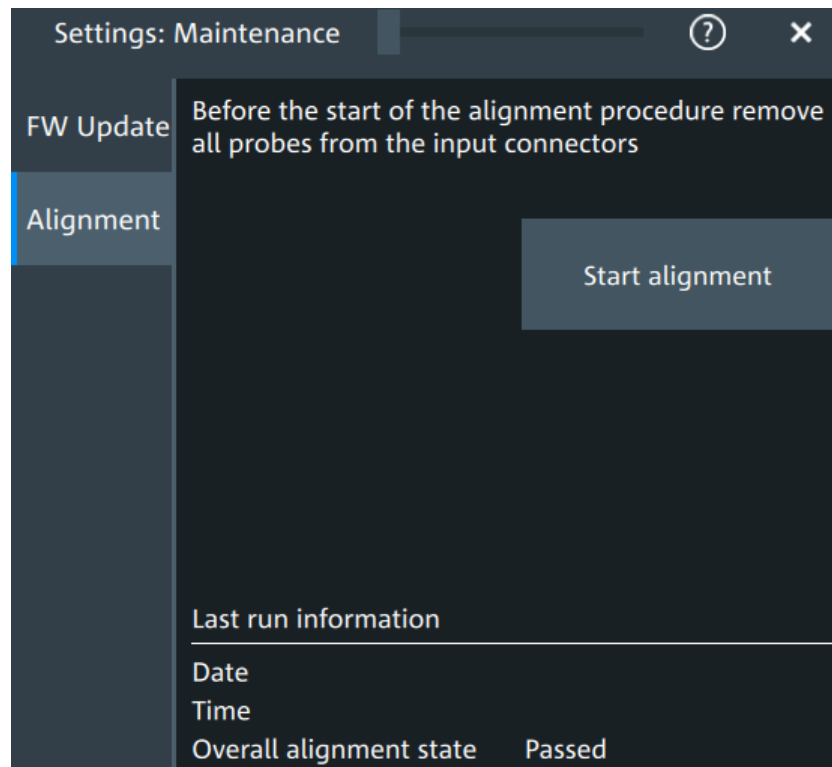 Settings: Maintenance ? ×
FW Update
Alignment
Before the start of the alignment procedure remove
all probes from the input connectors
Start alignment
Last run information
Date
Time
Overall alignment state Passed